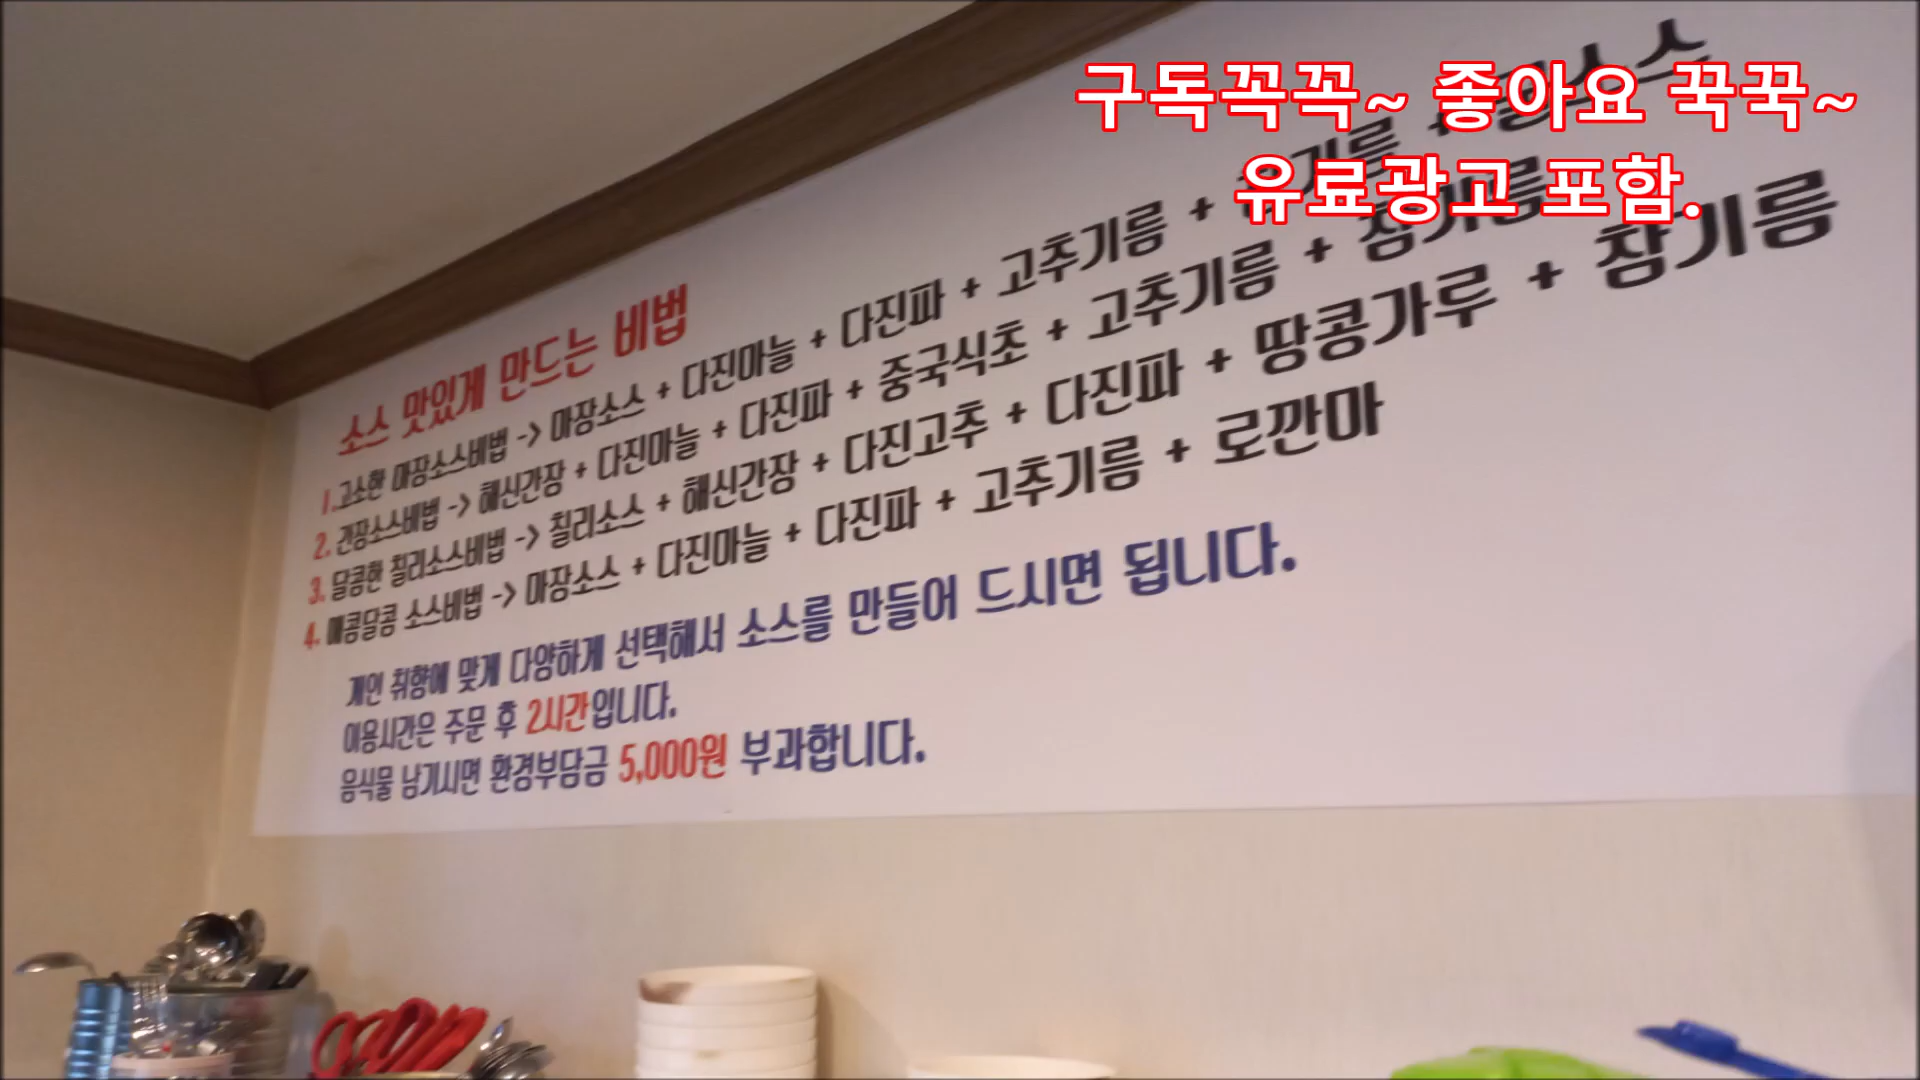 구독꼭꼭~ 좋아요 꾹꾹~
유료광고 포함.
소스 맛있게 만드는 비법
1.고소한 마장소스비법 -> 마장소스 + 다진마늘 + 다진파 + 고추기름 +
2. 간장소스비법 -> 해신간장 + 다진마늘 + 다진파 + 중국식초 + 고추기름 + 참기름
3. 달콤한 칠리소스비법 -> 칠리소스 + 해신간장 + 다진고추 + 다진파 + 땅콩가루 + 참기름
4. 매콤달콤 소스비법 -> 마장소스 + 다진마늘 + 다진파 + 고추기름 + 로깐마
개인 취향에 맞게 다양하게 선택해서 소스를 만들어 드시면 됩니다.
이용시간은 주문 후 2시간입니다.
음식물 남기시면 환경부담금 5,000원 부과합니다.